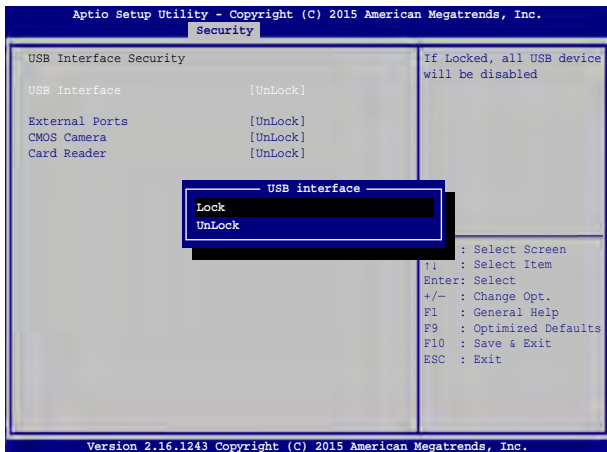 Aptio Setup Utility - Copyright (C) 2015 American Megatrends, Inc.
Security
USB Interface Security
USB Interface [UnLock]
External Ports [UnLock]
CMOS Camera [UnLock]
Card Reader [UnLock]
If Locked, all USB device
will be disabled
USB interface
Lock
UnLock
: Select Screen
↑↓ : Select Item
Enter: Select
+/— : Change Opt.
F1 : General Help
F9 : Optimized Defaults
F10 : Save & Exit
ESC : Exit
Version 2.16.1243 Copyright (C) 2015 American Megatrends, Inc.